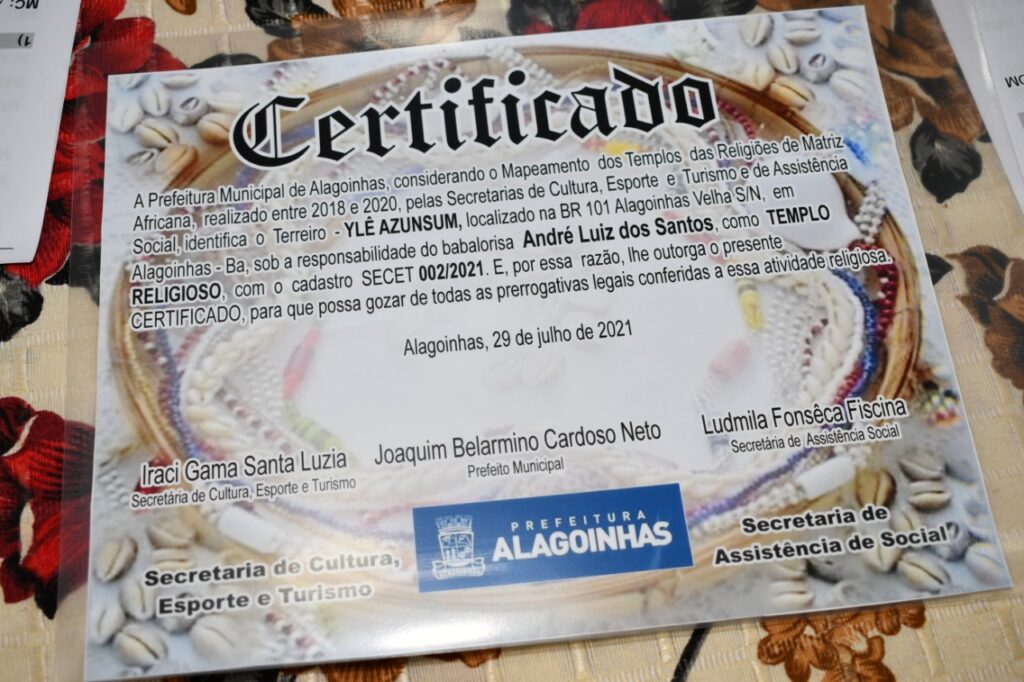 MG:
1)
OM
Certificado
A Prefeitura Municipal de Alagoinhas, considerando o Mapeamento dos Templos das Religiões de Matriz
Africana, realizado entre 2018 e 2020, pelas Secretarias de Cultura, Esporte e Turismo e de Assistência
Social, identifica o Terreiro - YLÊ AZUNSUM, localizado na BR 101 Alagoinhas Velha S/N, em
Alagoinhas - Ba, sob a responsabilidade do babalorisa André Luiz dos Santos, como TEMPLO
RELIGIOSO, com o cadastro SECET 002/2021. E, por essa razão, lhe outorga o presente
CERTIFICADO, para que possa gozar de todas as prerrogativas legais conferidas a essa atividade religiosa.
Alagoinhas, 29 de julho de 2021
Iraci Gama Santa Luzia
Secretária de Cultura, Esporte e Turismo
Joaquim Belarmino Cardoso Neto
Prefeito Municipal
Ludmila Fonsêca Fiscina
Secretária de Assistência Social
Secretaria de Cultura,
Esporte e Turismo
PREFEITURA
ALAGOINHAS
Secretaria de
Assistência de Social